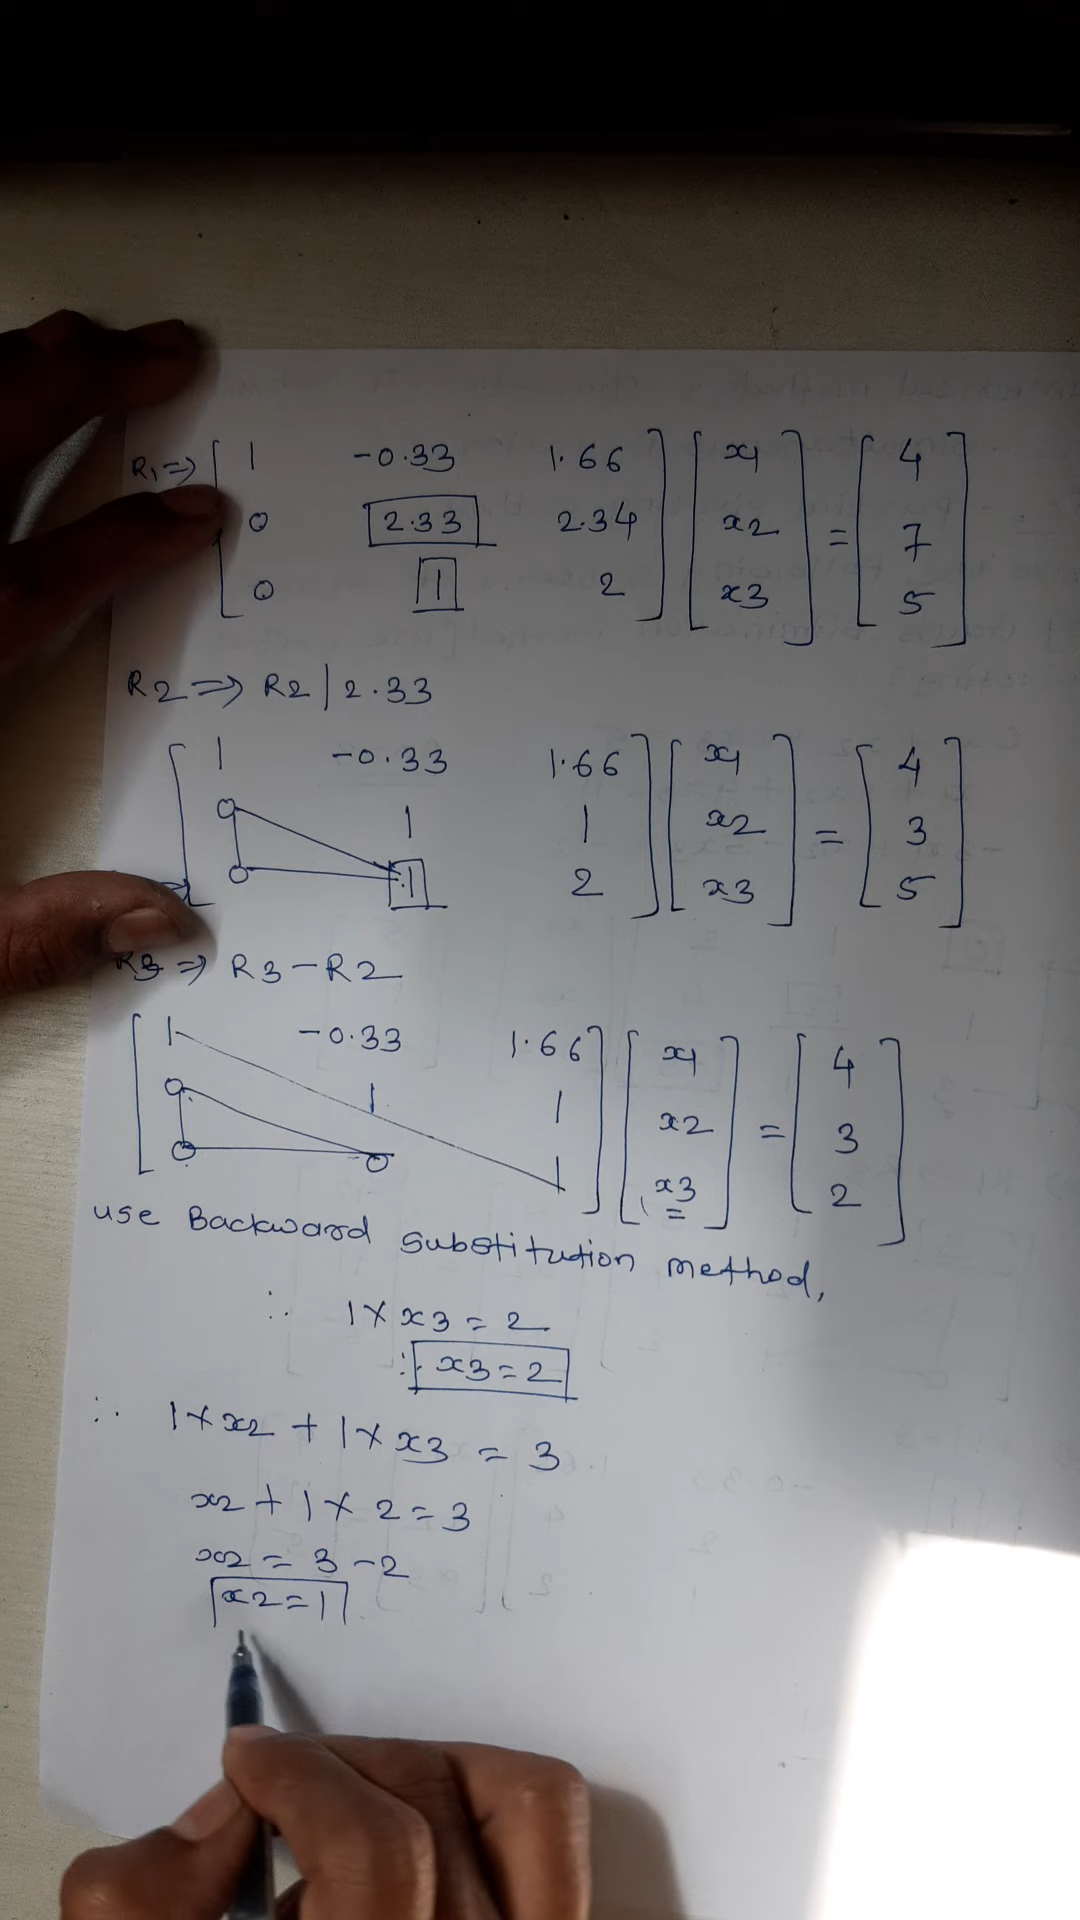 R1⇒ [ 1 -0.33 1.66 ] [ x1 ] = [ 4 ]
[ 0 2.33 2.34 ] [ x2 ] = [ 7 ]
[ 0 1 2 ] [ x3 ] = [ 5 ]
R2 ⇒ R2 | 2.33
[ 1 -0.33 1.66 ] [ x1 ] = [ 4 ]
[ 0 1 1 ] [ x2 ] = [ 3 ]
[ 0 1 2 ] [ x3 ] = [ 5 ]
R3 ⇒ R3 - R2
[ 1 -0.33 1.66 ] [ x1 ] = [ 4 ]
[ 0 1 1 ] [ x2 ] = [ 3 ]
[ 0 0 1 ] [ x3 ] = [ 2 ]
use Backward substitution method,
∴ 1 × x3 = 2
∴ x3 = 2
∴ 1 × x2 + 1 × x3 = 3
x2 + 1 × 2 = 3
x2 = 3 - 2
x2 = 1